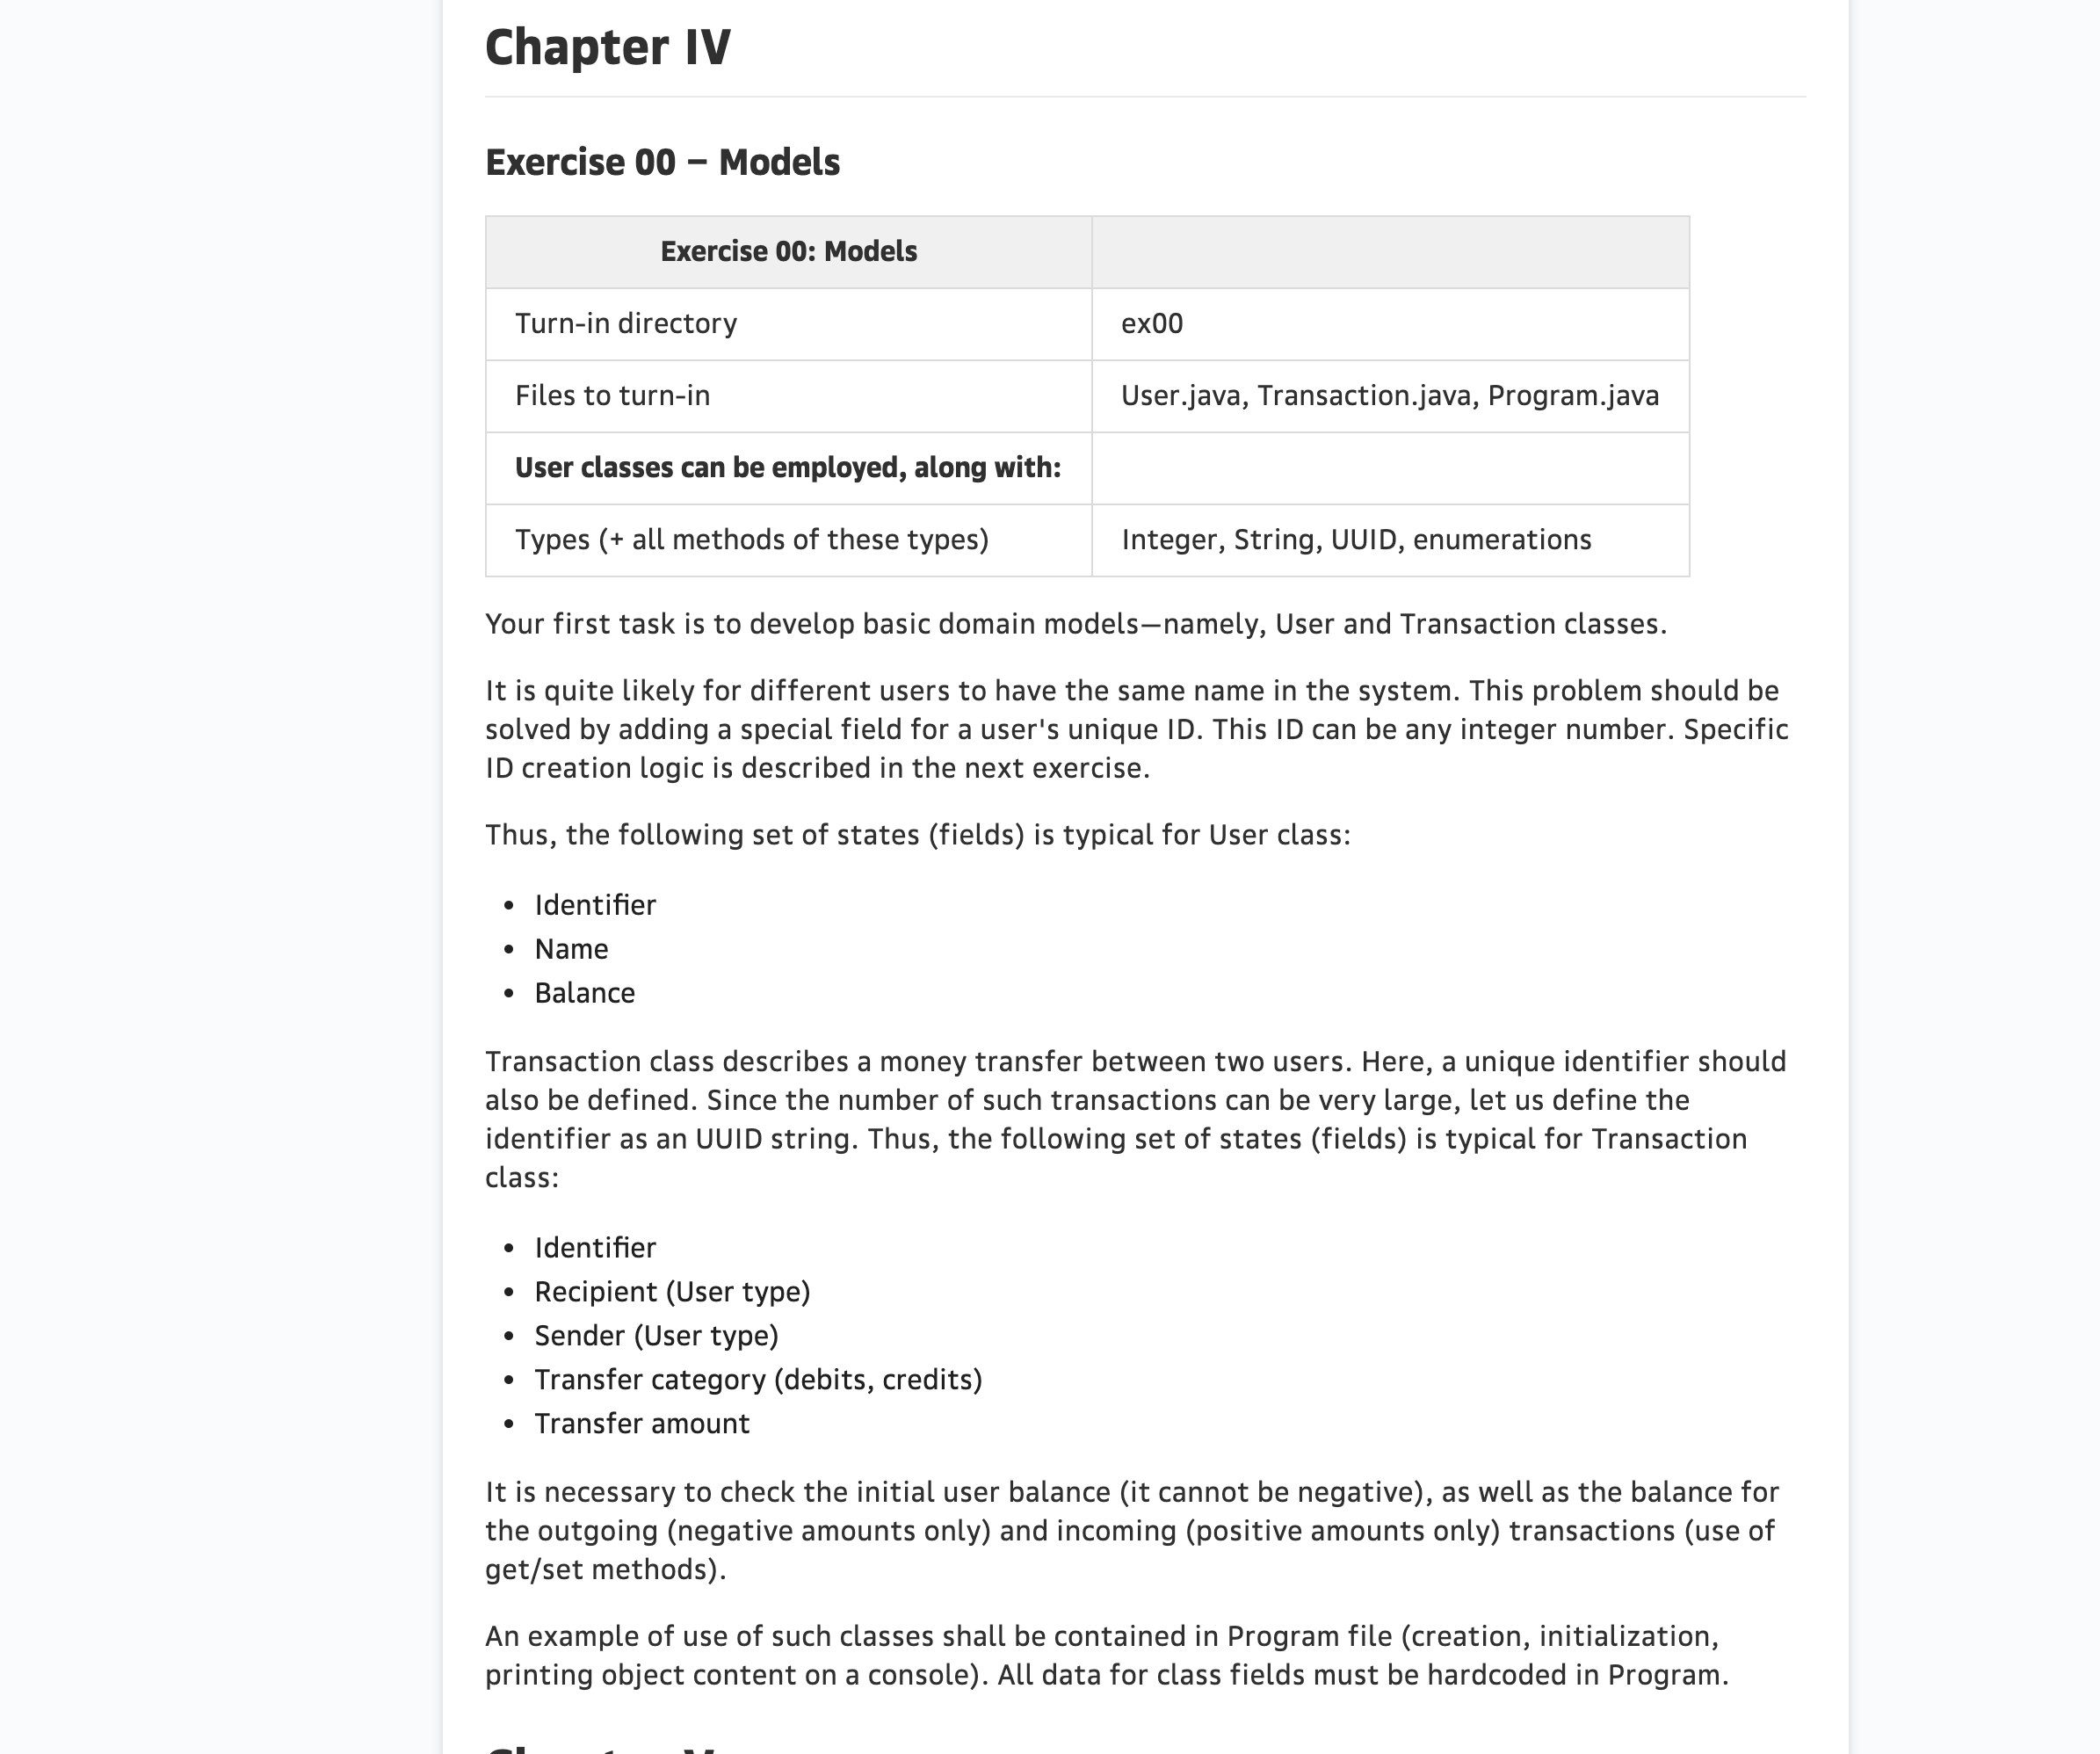 Chapter IV
Exercise 00 – Models
Exercise 00: Models
Turn-in directory ex00
Files to turn-in User.java, Transaction.java, Program.java
User classes can be employed, along with:
Types (+ all methods of these types) Integer, String, UUID, enumerations
Your first task is to develop basic domain models—namely, User and Transaction classes.
It is quite likely for different users to have the same name in the system. This problem should be
solved by adding a special field for a user's unique ID. This ID can be any integer number. Specific
ID creation logic is described in the next exercise.
Thus, the following set of states (fields) is typical for User class:
• Identifier
• Name
• Balance
Transaction class describes a money transfer between two users. Here, a unique identifier should
also be defined. Since the number of such transactions can be very large, let us define the
identifier as an UUID string. Thus, the following set of states (fields) is typical for Transaction
class:
• Identifier
• Recipient (User type)
• Sender (User type)
• Transfer category (debits, credits)
• Transfer amount
It is necessary to check the initial user balance (it cannot be negative), as well as the balance for
the outgoing (negative amounts only) and incoming (positive amounts only) transactions (use of
get/set methods).
An example of use of such classes shall be contained in Program file (creation, initialization,
printing object content on a console). All data for class fields must be hardcoded in Program.